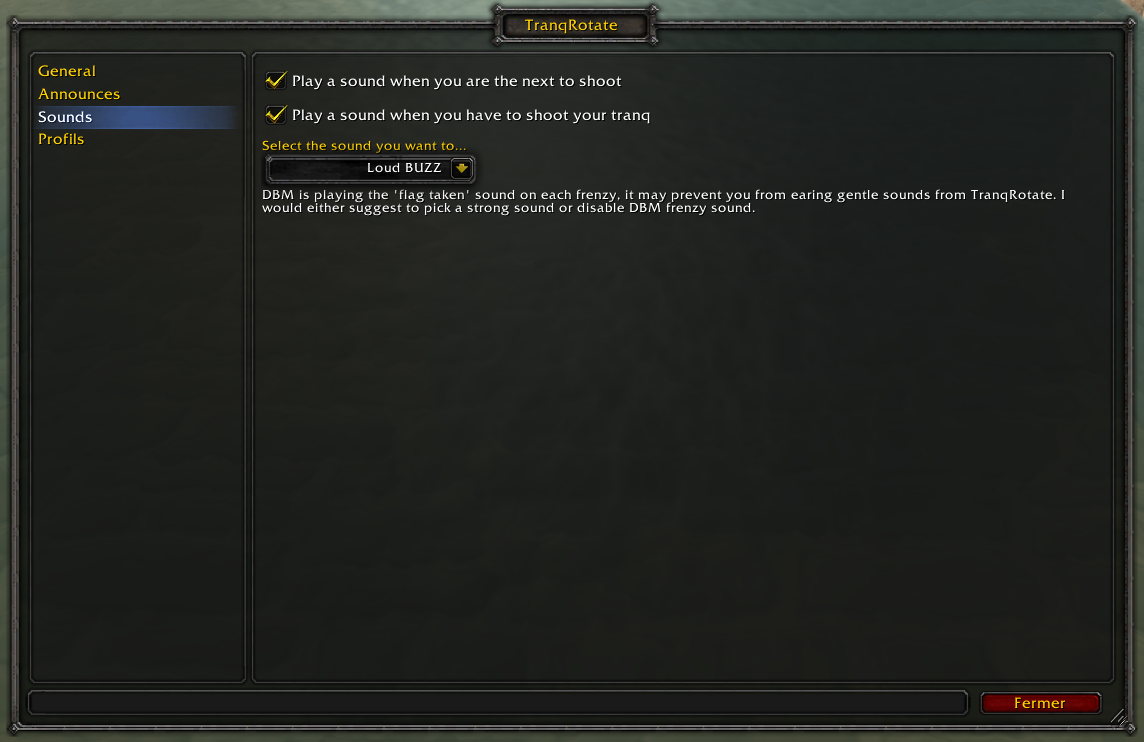 TranqRotate
General
Announces
Sounds
Profils
Play a sound when you are the next to shoot
Play a sound when you have to shoot your tranq
Select the sound you want to...
Loud BUZZ
DBM is playing the 'flag taken' sound on each frenzy, it may prevent you from earing gentle sounds from TranqRotate. I
would either suggest to pick a strong sound or disable DBM frenzy sound.
Fermer